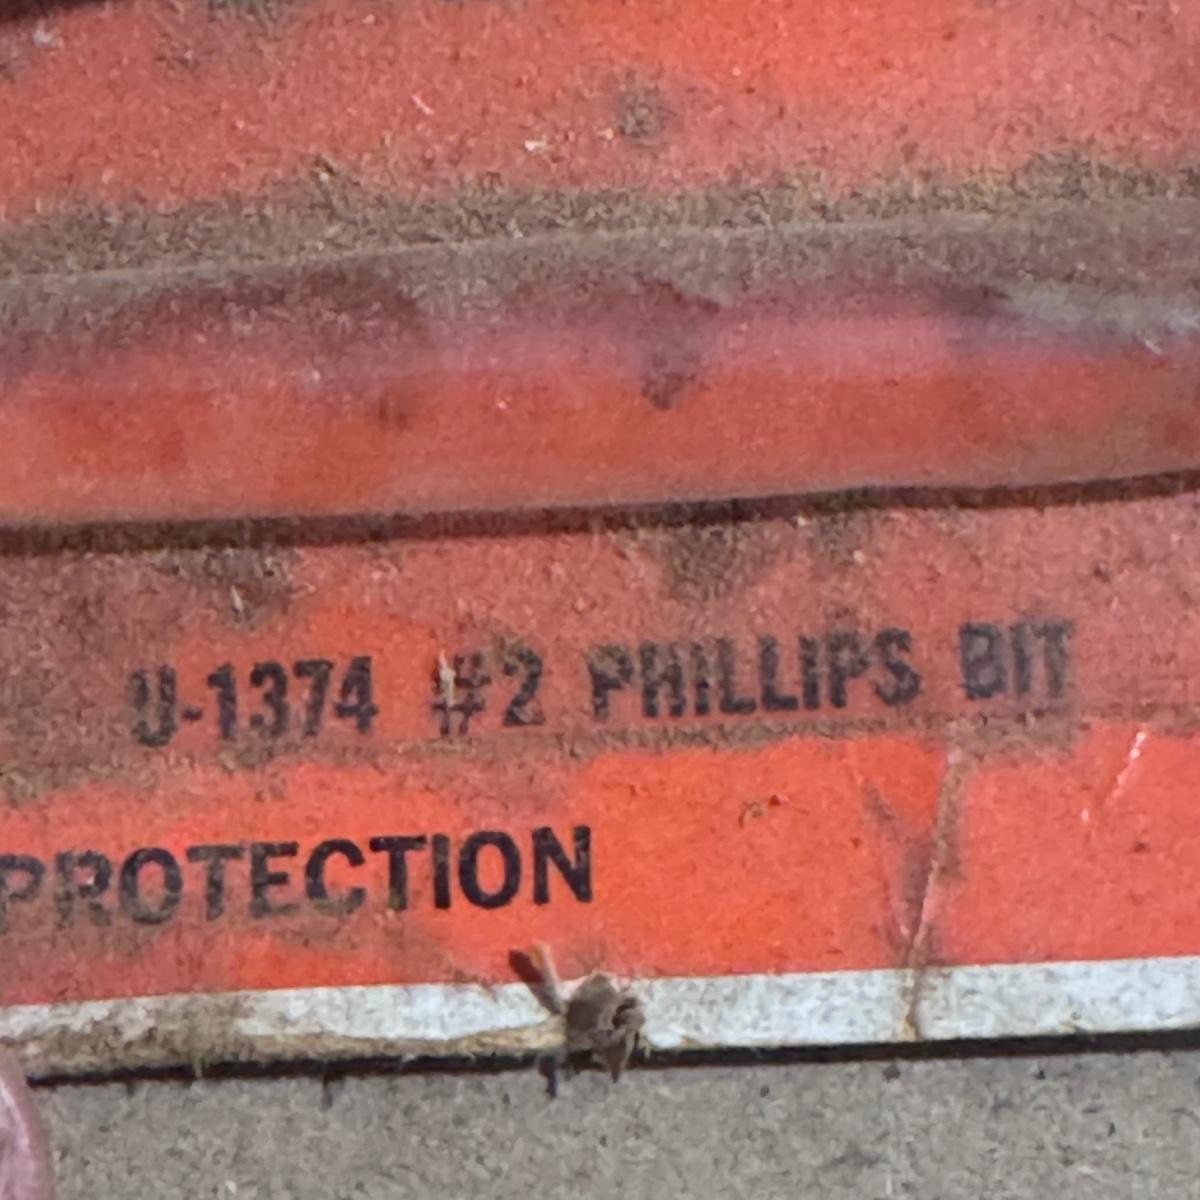 U-1374 #2 PHILLIPS BIT
PROTECTION